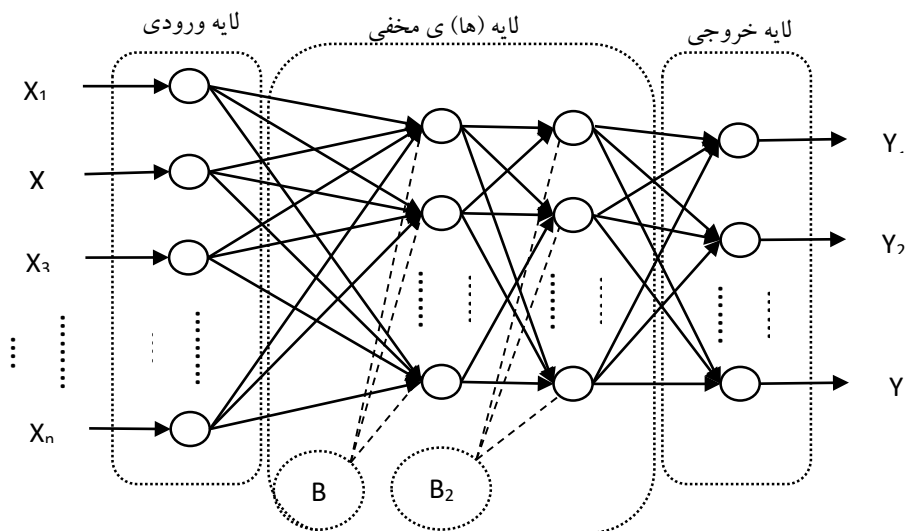 لایه ورودی
لایه (ها) ی مخفی
لایه خروجی
X₁
X
X₃
Xₙ
B
B₂
Y₂
Y